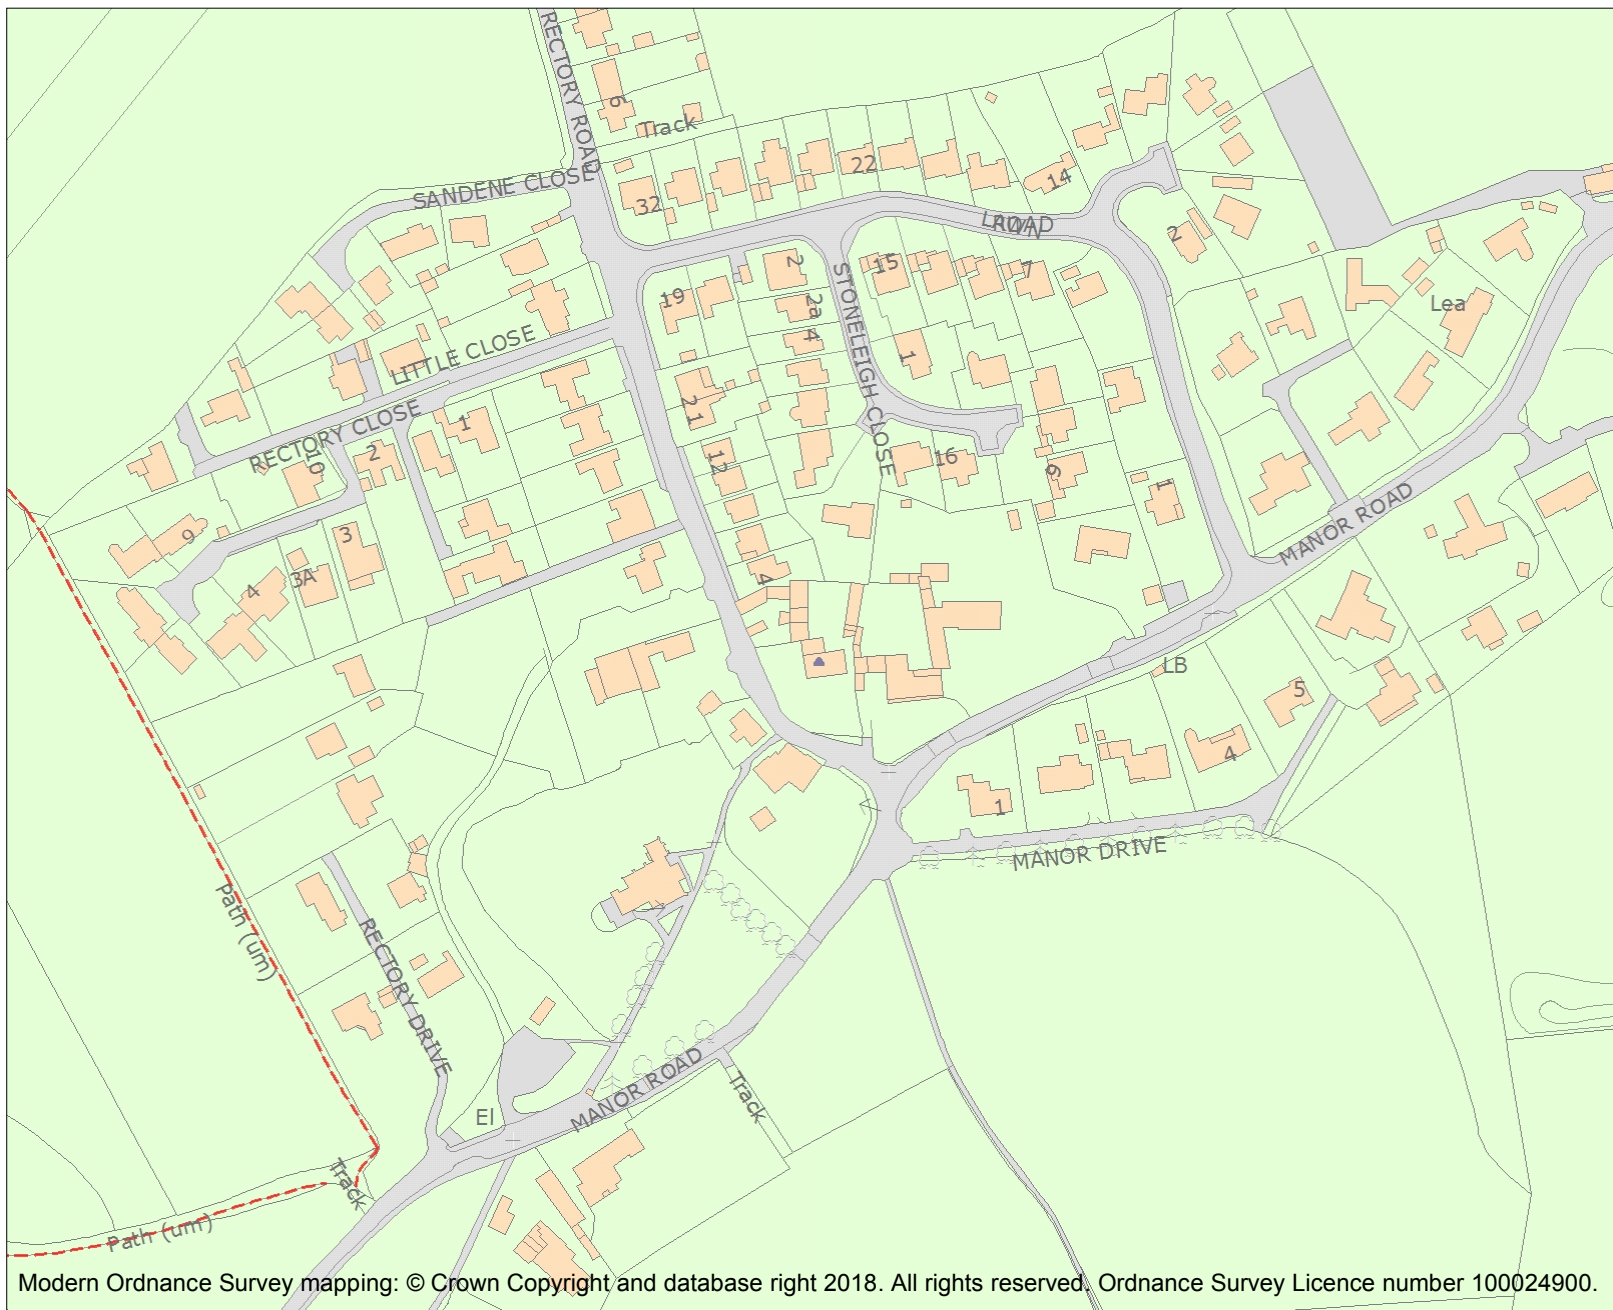 RECTORY ROAD
6
Track
SANDENE CLOSE
32
22
14
ROAD
2
2
15
7
19
2a
4
STONELEIGH CLOSE
Lea
LITTLE CLOSE
1
21
RECTORY CLOSE
1
2
10
12
16
6
1
MANOR ROAD
9
3
3A
4
4
LB
5
4
1
MANOR DRIVE
Path (um)
RECTORY DRIVE
MANOR ROAD
Track
El
Track
Path (um)
Modern Ordnance Survey mapping: © Crown Copyright and database right 2018. All rights reserved. Ordnance Survey Licence number 100024900.